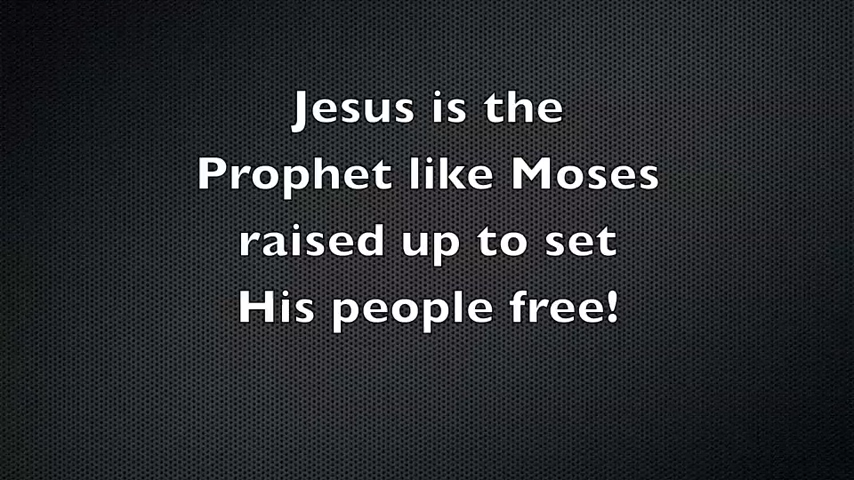 Jesus is the
Prophet like Moses
raised up to set
His people free!